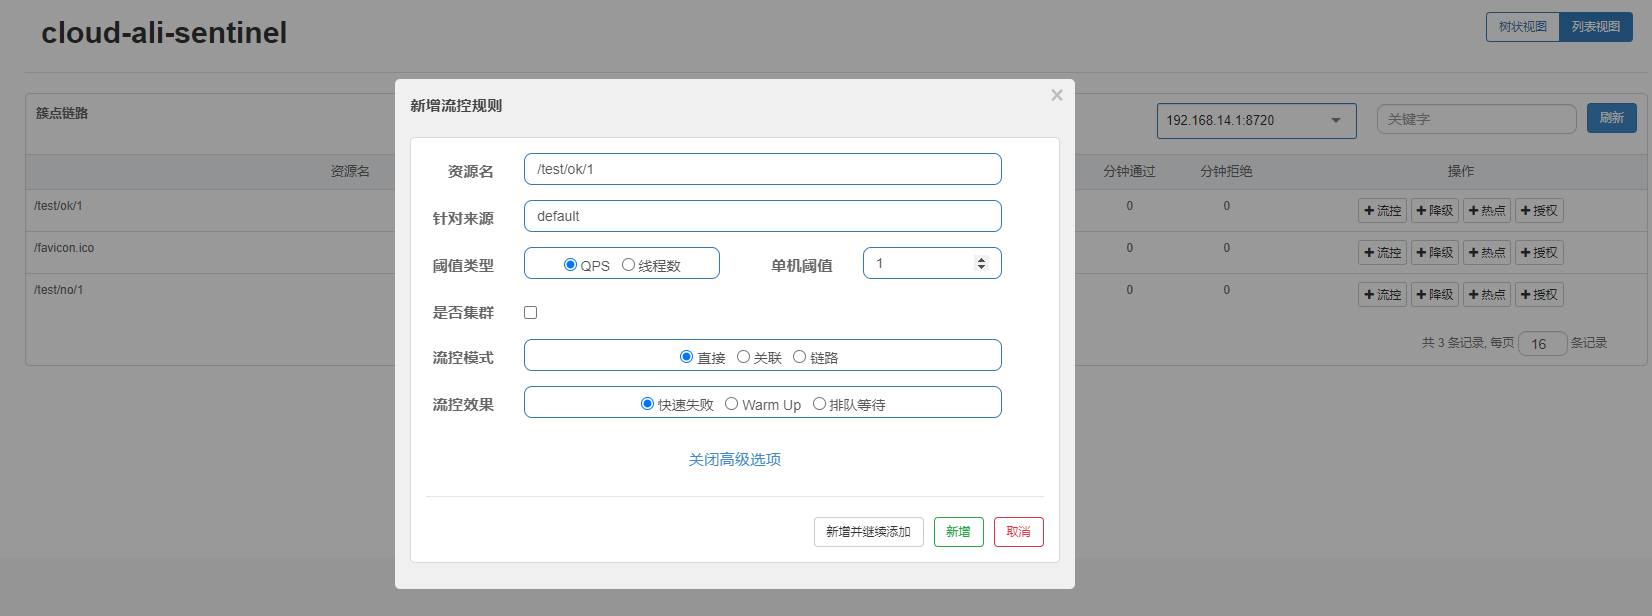 cloud-ali-sentinel
树状视图 列表视图
簇点链路
192.168.14.1:8720 关键字 刷新
资源名 分钟通过 分钟拒绝 操作
/test/ok/1 0 0 流控 降级 热点 授权
/favicon.ico 0 0 流控 降级 热点 授权
/test/no/1 0 0 流控 降级 热点 授权
共 3 条记录, 每页 16 条记录
新增流控规则 ×
资源名 /test/ok/1
针对来源 default
阈值类型 QPS 线程数 单机阈值 1
是否集群
流控模式 直接 关联 链路
流控效果 快速失败 Warm Up 排队等待
关闭高级选项
新增并继续添加 新增 取消